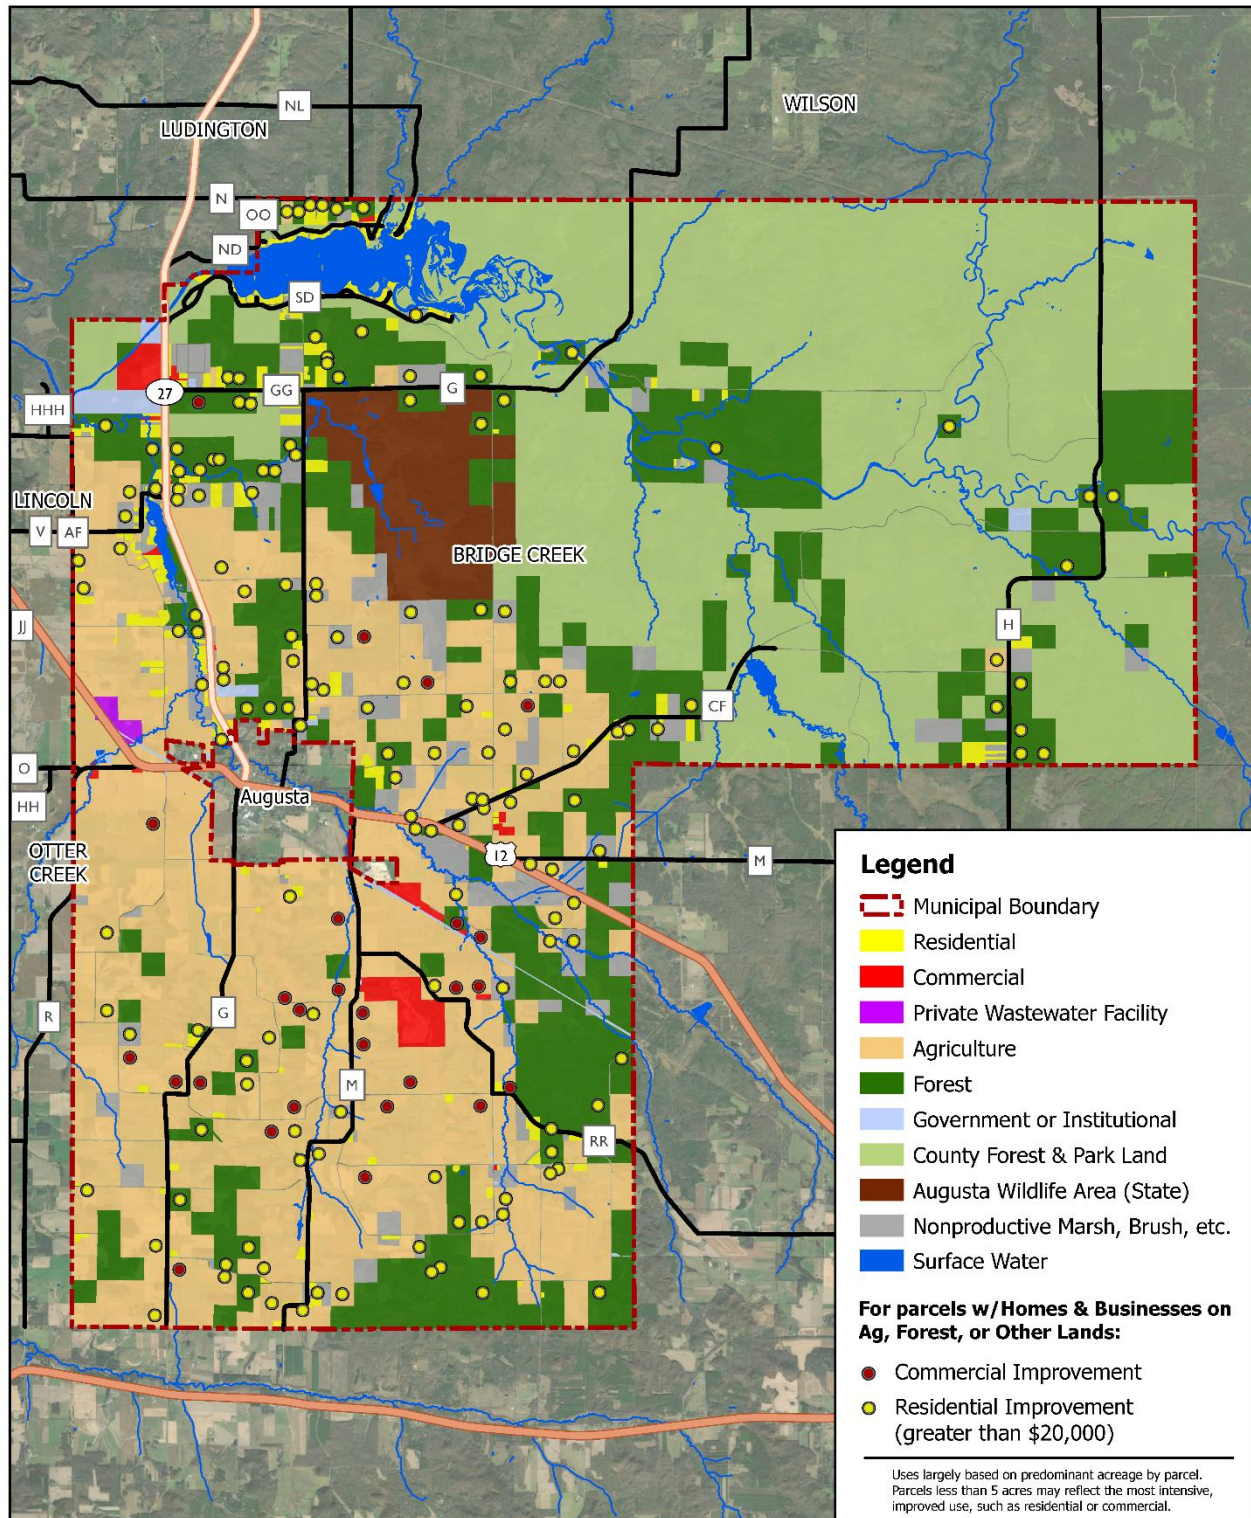 NL
LUDINGTON
WILSON
N
OO
ND
SD
27
GG
G
HHH
LINCOLN
V
AF
BRIDGE CREEK
JJ
H
CF
O
HH
Augusta
OTTER
CREEK
12
M
R
G
M
RR
Legend
Municipal Boundary
Residential
Commercial
Private Wastewater Facility
Agriculture
Forest
Government or Institutional
County Forest & Park Land
Augusta Wildlife Area (State)
Nonproductive Marsh, Brush, etc.
Surface Water
For parcels w/Homes & Businesses on
Ag, Forest, or Other Lands:
Commercial Improvement
Residential Improvement
(greater than $20,000)
Uses largely based on predominant acreage by parcel.
Parcels less than 5 acres may reflect the most intensive,
improved use, such as residential or commercial.